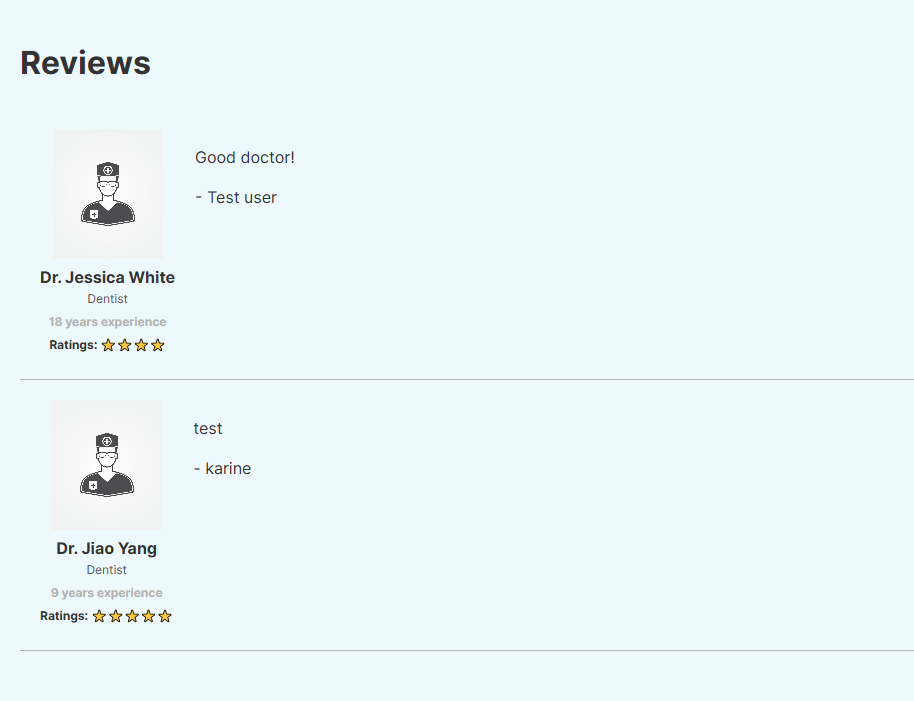 Reviews
Good doctor!
- Test user
Dr. Jessica White
Dentist
18 years experience
Ratings:
test
- karine
Dr. Jiao Yang
Dentist
9 years experience
Ratings: